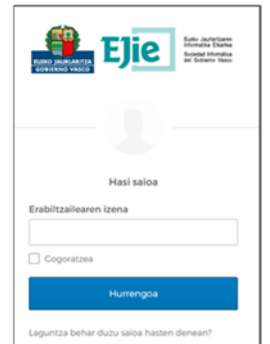 EUSKO JAURLARITZA
GOBIERNO VASCO
EJie
Eusko Jaurlaritzaren
Informatika Elkartea
Sociedad Informática
del Gobierno Vasco
Hasi saioa
Erabiltzailearen izena
Gogoratzea
Hurrengoa
Laguntza behar duzu saioa hasten denean?